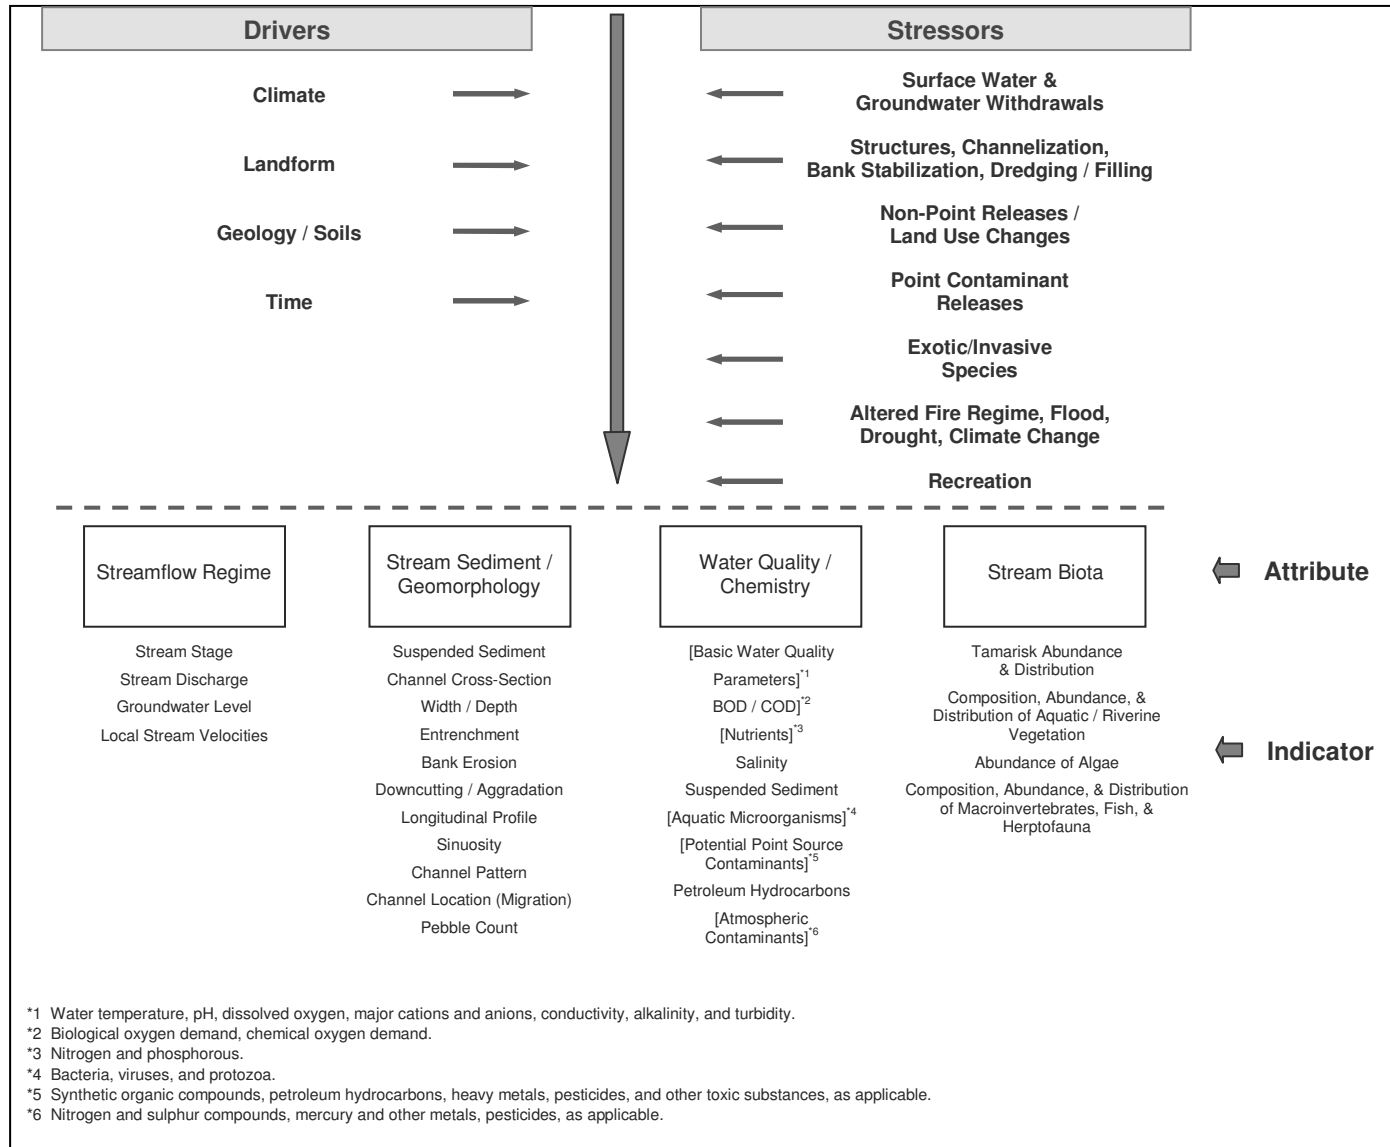 Drivers
Stressors
Climate
Landform
Geology / Soils
Time
Surface Water &
Groundwater Withdrawals
Structures, Channelization,
Bank Stabilization, Dredging / Filling
Non-Point Releases /
Land Use Changes
Point Contaminant
Releases
Exotic/Invasive
Species
Altered Fire Regime, Flood,
Drought, Climate Change
Recreation
Streamflow Regime
Stream Sediment /
Geomorphology
Water Quality /
Chemistry
Stream Biota
Attribute
Stream Stage
Stream Discharge
Groundwater Level
Local Stream Velocities
Suspended Sediment
Channel Cross-Section
Width / Depth
Entrenchment
Bank Erosion
Downcutting / Aggradation
Longitudinal Profile
Sinuosity
Channel Pattern
Channel Location (Migration)
Pebble Count
[Basic Water Quality
Parameters]*1
BOD / COD]*2
[Nutrients]*3
Salinity
Suspended Sediment
[Aquatic Microorganisms]*4
[Potential Point Source
Contaminants]*5
Petroleum Hydrocarbons
[Atmospheric
Contaminants]*6
Tamarisk Abundance
& Distribution
Composition, Abundance, &
Distribution of Aquatic / Riverine
Vegetation
Abundance of Algae
Composition, Abundance, & Distribution
of Macroinvertebrates, Fish, &
Herptofauna
Indicator
*1 Water temperature, pH, dissolved oxygen, major cations and anions, conductivity, alkalinity, and turbidity.
*2 Biological oxygen demand, chemical oxygen demand.
*3 Nitrogen and phosphorous.
*4 Bacteria, viruses, and protozoa.
*5 Synthetic organic compounds, petroleum hydrocarbons, heavy metals, pesticides, and other toxic substances, as applicable.
*6 Nitrogen and sulphur compounds, mercury and other metals, pesticides, as applicable.